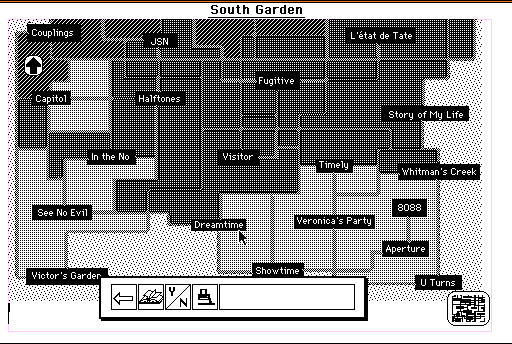 South Garden
Couplings
JSN
L'état de Tate
Fugitive
Capitol
Halftones
Story of My Life
In the No
Visitor
Timely
Whitman's Creek
See No Evil
8088
Dreamtime
Veronica's Party
Aperture
Victor's Garden
Showtime
U Turns
Y/N